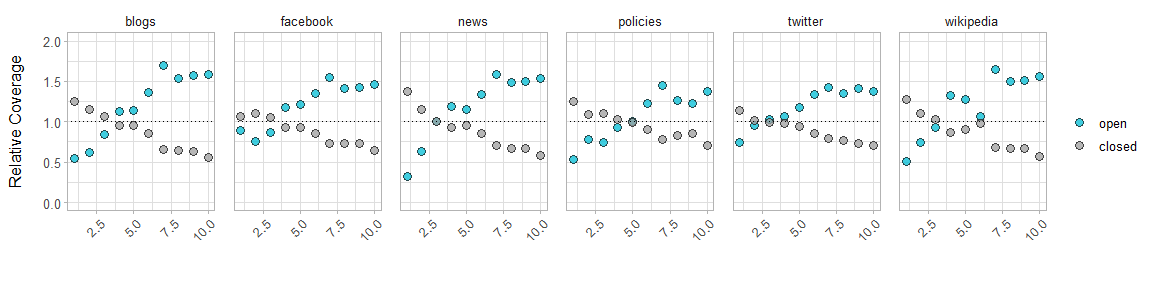 blogs facebook news policies twitter wikipedia
Relative Coverage
2.0
1.5
1.0
0.5
0.0
2.5 5.0 7.5 10.0 2.5 5.0 7.5 10.0 2.5 5.0 7.5 10.0 2.5 5.0 7.5 10.0 2.5 5.0 7.5 10.0 2.5 5.0 7.5 10.0
open
closed